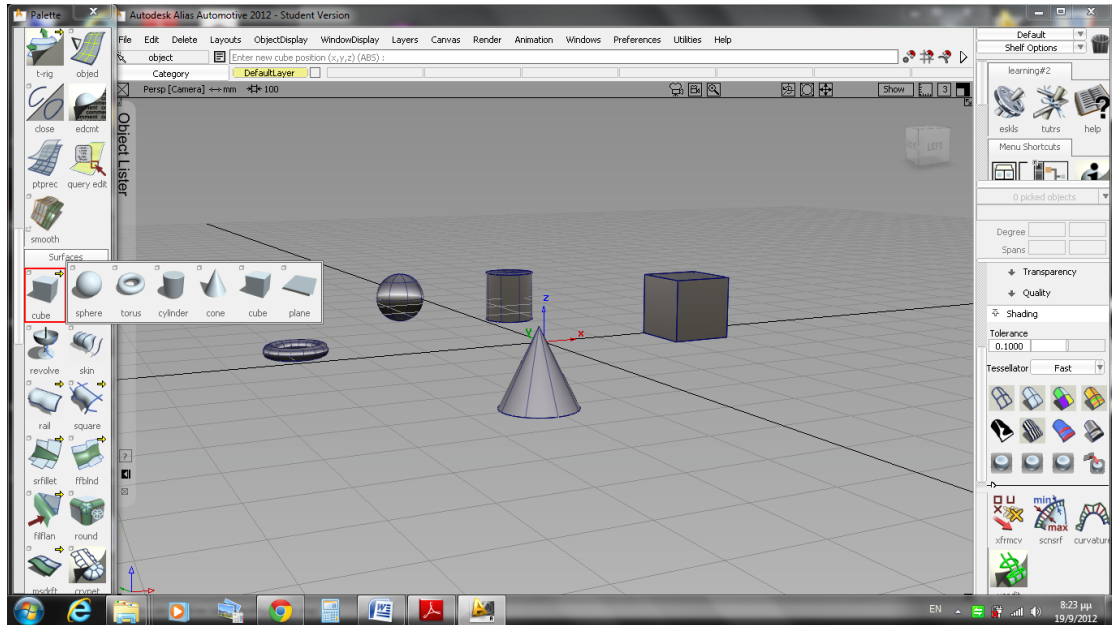 Palette
Autodesk Alias Automotive 2012 - Student Version
File Edit Delete Layouts ObjectDisplay WindowDisplay Layers Canvas Render Animation Windows Preferences Utilities Help
object Enter new cube position (x,y,z) (ABS) :
Category DefaultLayer
Persp [Camera] ↔ mm 100 Show 3
Object Lister
t-rig objed
close edcmt
ptprec query edit
smooth
Surfaces
cube
sphere torus cylinder cone cube plane
revolve skin
rail square
srfillet ffblnd
filflan round
msdrft crvnet
LEFT
z
y
x
?
Default
Shelf Options
learning#2
eskls tutrs help
Menu Shortcuts
0 picked objects
Degree
Spans
Transparency
Quality
Shading
Tolerance
0.1000
Tessellator Fast
min
max
xfrmcv scnsrf curvature
EN 8:23 μμ
19/9/2012